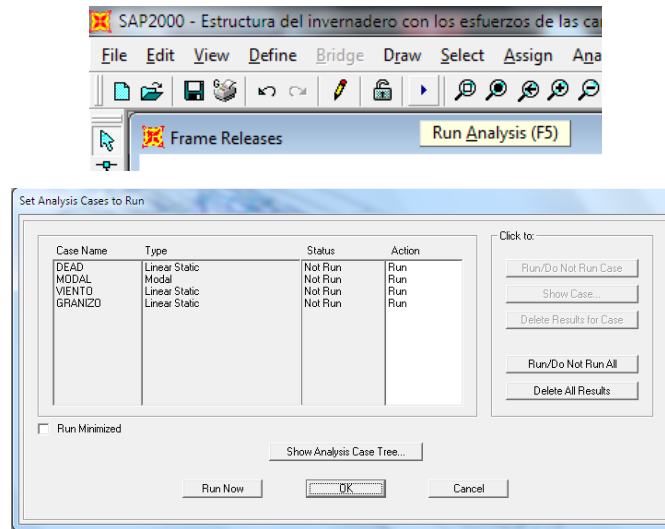 SAP2000 - Estructura del invernadero con los esfuerzos de las ca
File Edit View Define Bridge Draw Select Assign Ana
Frame Releases
Run Analysis (F5)
Set Analysis Cases to Run
Case Name Type Status Action
DEAD Linear Static Not Run Run
MODAL Modal Not Run Run
VIENTO Linear Static Not Run Run
GRANIZO Linear Static Not Run Run
Click to:
Run/Do Not Run Case
Show Case...
Delete Results for Case
Run/Do Not Run All
Delete All Results
Run Minimized
Show Analysis Case Tree...
Run Now OK Cancel